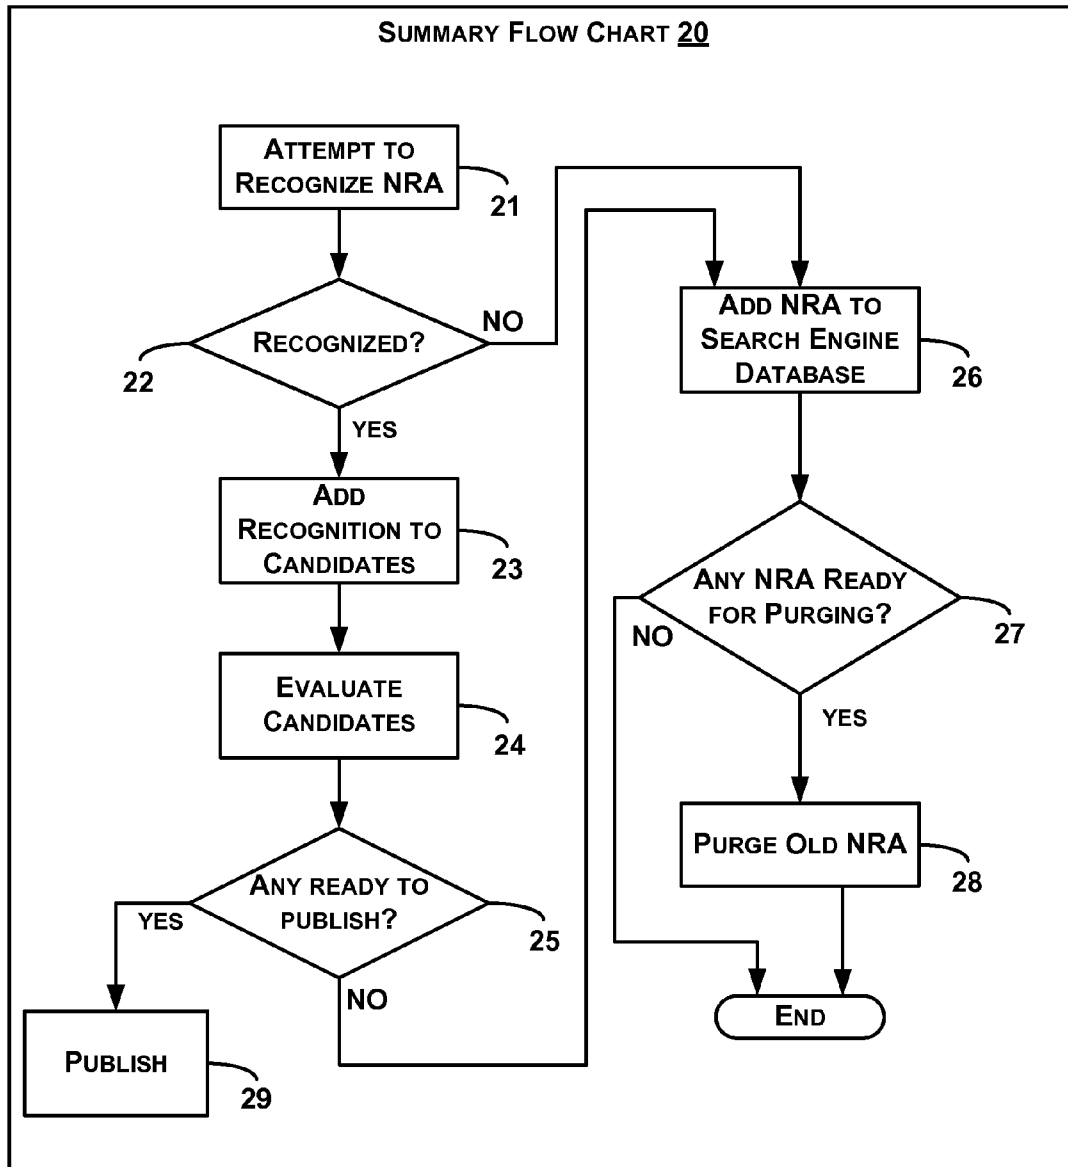 SUMMARY FLOW CHART 20
ATTEMPT TO
RECOGNIZE NRA
21
RECOGNIZED?
NO
22
YES
ADD
RECOGNITION TO
CANDIDATES
23
EVALUATE
CANDIDATES
24
ANY READY TO
PUBLISH?
YES
25
NO
PUBLISH
29
ADD NRA TO
SEARCH ENGINE
DATABASE
26
ANY NRA READY
FOR PURGING?
NO
27
YES
PURGE OLD NRA
28
END